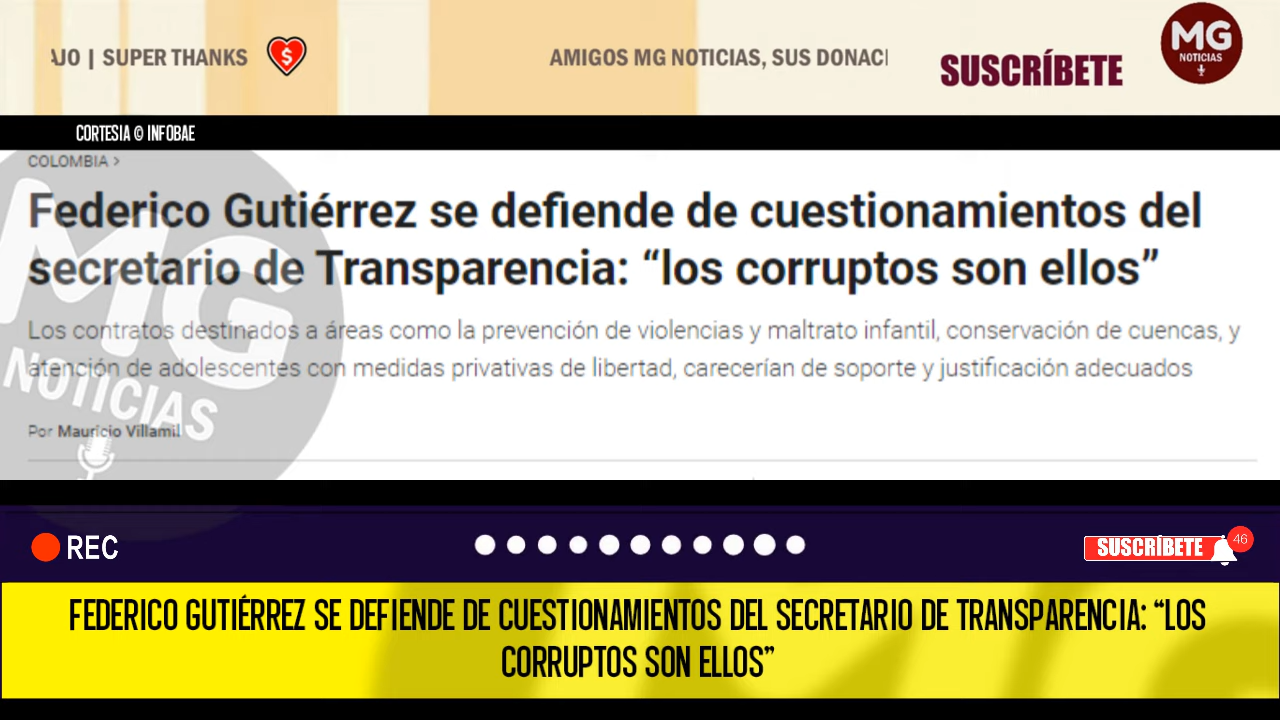 AJO | SUPER THANKS
$
AMIGOS MG NOTICIAS, SUS DONACI
SUSCRÍBETE
MG
NOTICIAS
CORTESIA © INFOBAE
COLOMBIA >
Federico Gutiérrez se defiende de cuestionamientos del
secretario de Transparencia: “los corruptos son ellos”
Los contratos destinados a áreas como la prevención de violencias y maltrato infantil, conservación de cuencas, y
atención de adolescentes con medidas privativas de libertad, carecerían de soporte y justificación adecuados
Por Mauricio Villamil
MG
NOTICIAS
REC
SUSCRÍBETE
46
FEDERICO GUTIÉRREZ SE DEFIENDE DE CUESTIONAMIENTOS DEL SECRETARIO DE TRANSPARENCIA: “LOS
CORRUPTOS SON ELLOS”